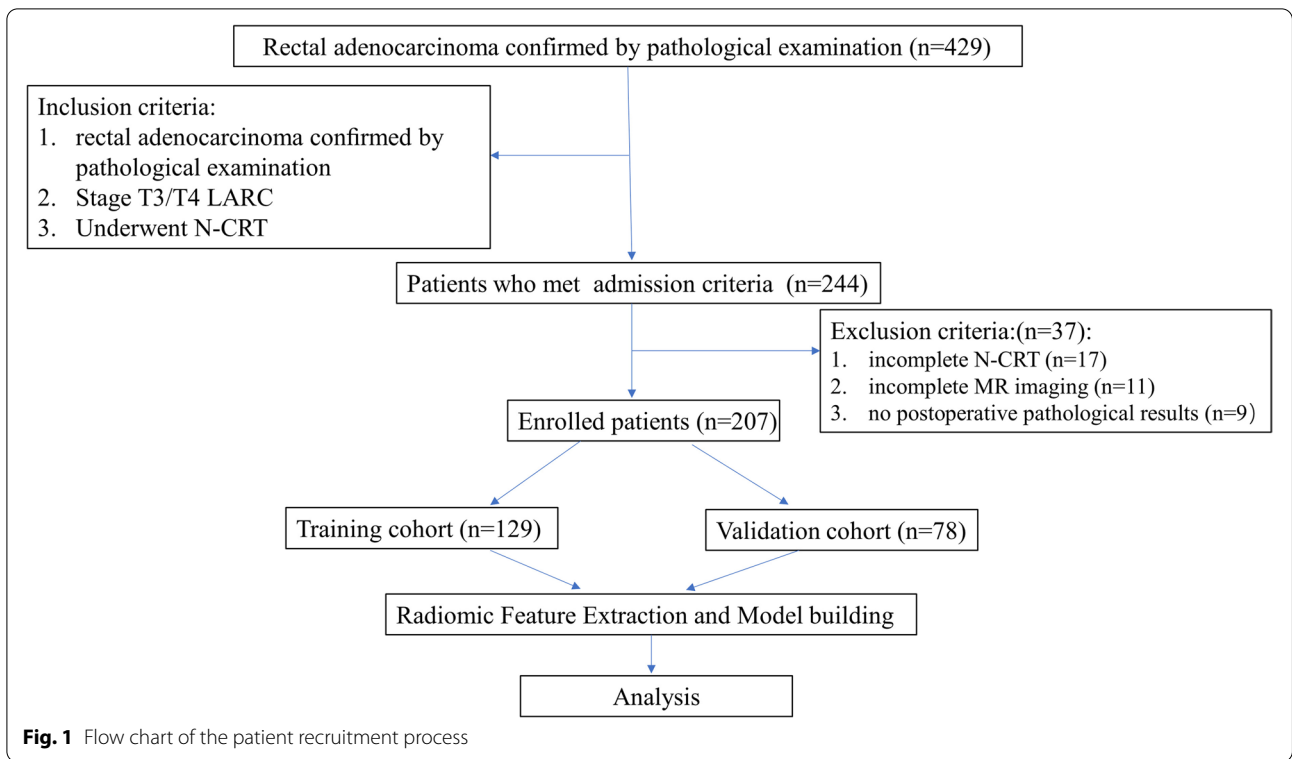 Rectal adenocarcinoma confirmed by pathological examination (n=429)
Inclusion criteria:
1. rectal adenocarcinoma confirmed by
pathological examination
2. Stage T3/T4 LARC
3. Underwent N-CRT
Patients who met admission criteria (n=244)
Exclusion criteria:(n=37):
1. incomplete N-CRT (n=17)
2. incomplete MR imaging (n=11)
3. no postoperative pathological results (n=9)
Enrolled patients (n=207)
Training cohort (n=129)
Validation cohort (n=78)
Radiomic Feature Extraction and Model building
Analysis
Fig. 1 Flow chart of the patient recruitment process